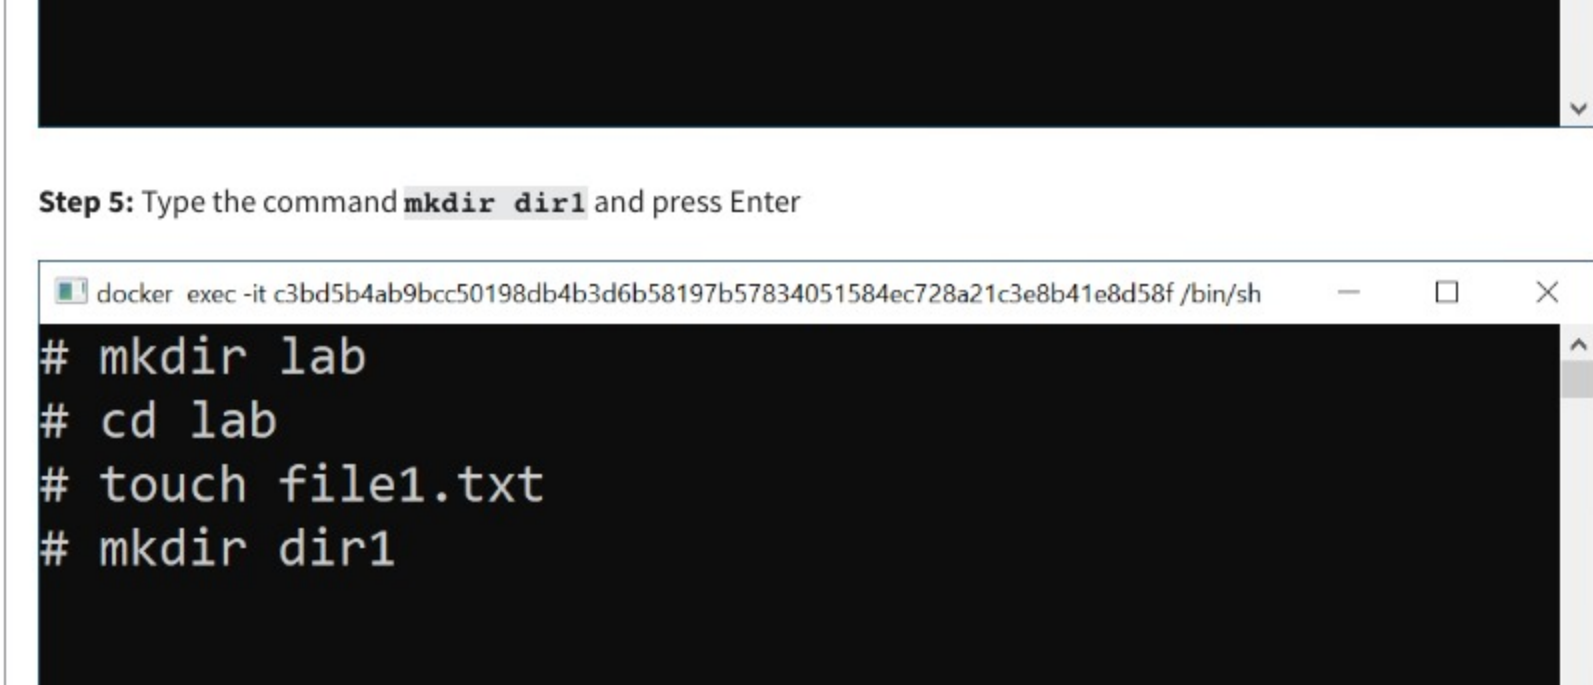 Step 5: Type the command mkdir dir1 and press Enter
docker exec -it c3bd5b4ab9bcc50198db4b3d6b58197b57834051584ec728a21c3e8b41e8d58f /bin/sh
# mkdir lab
# cd lab
# touch file1.txt
# mkdir dir1